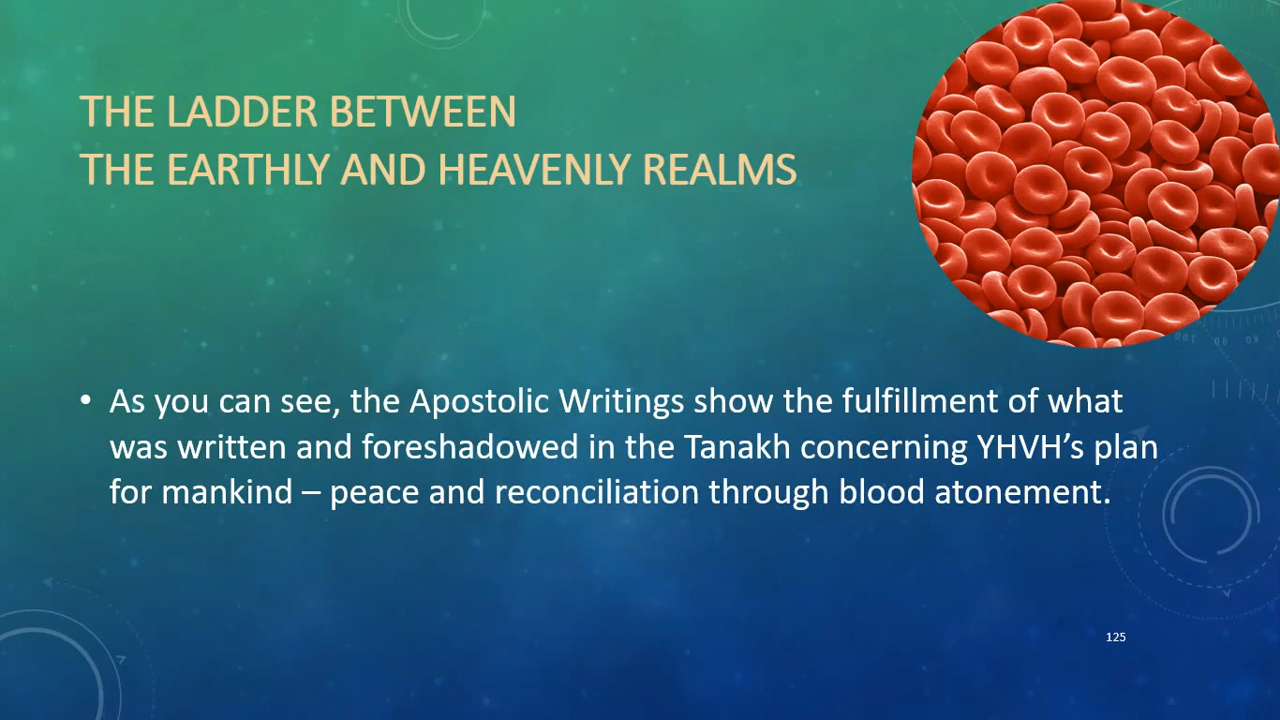 THE LADDER BETWEEN
THE EARTHLY AND HEAVENLY REALMS
• As you can see, the Apostolic Writings show the fulfillment of what
was written and foreshadowed in the Tanakh concerning YHVH’s plan
for mankind – peace and reconciliation through blood atonement.
125